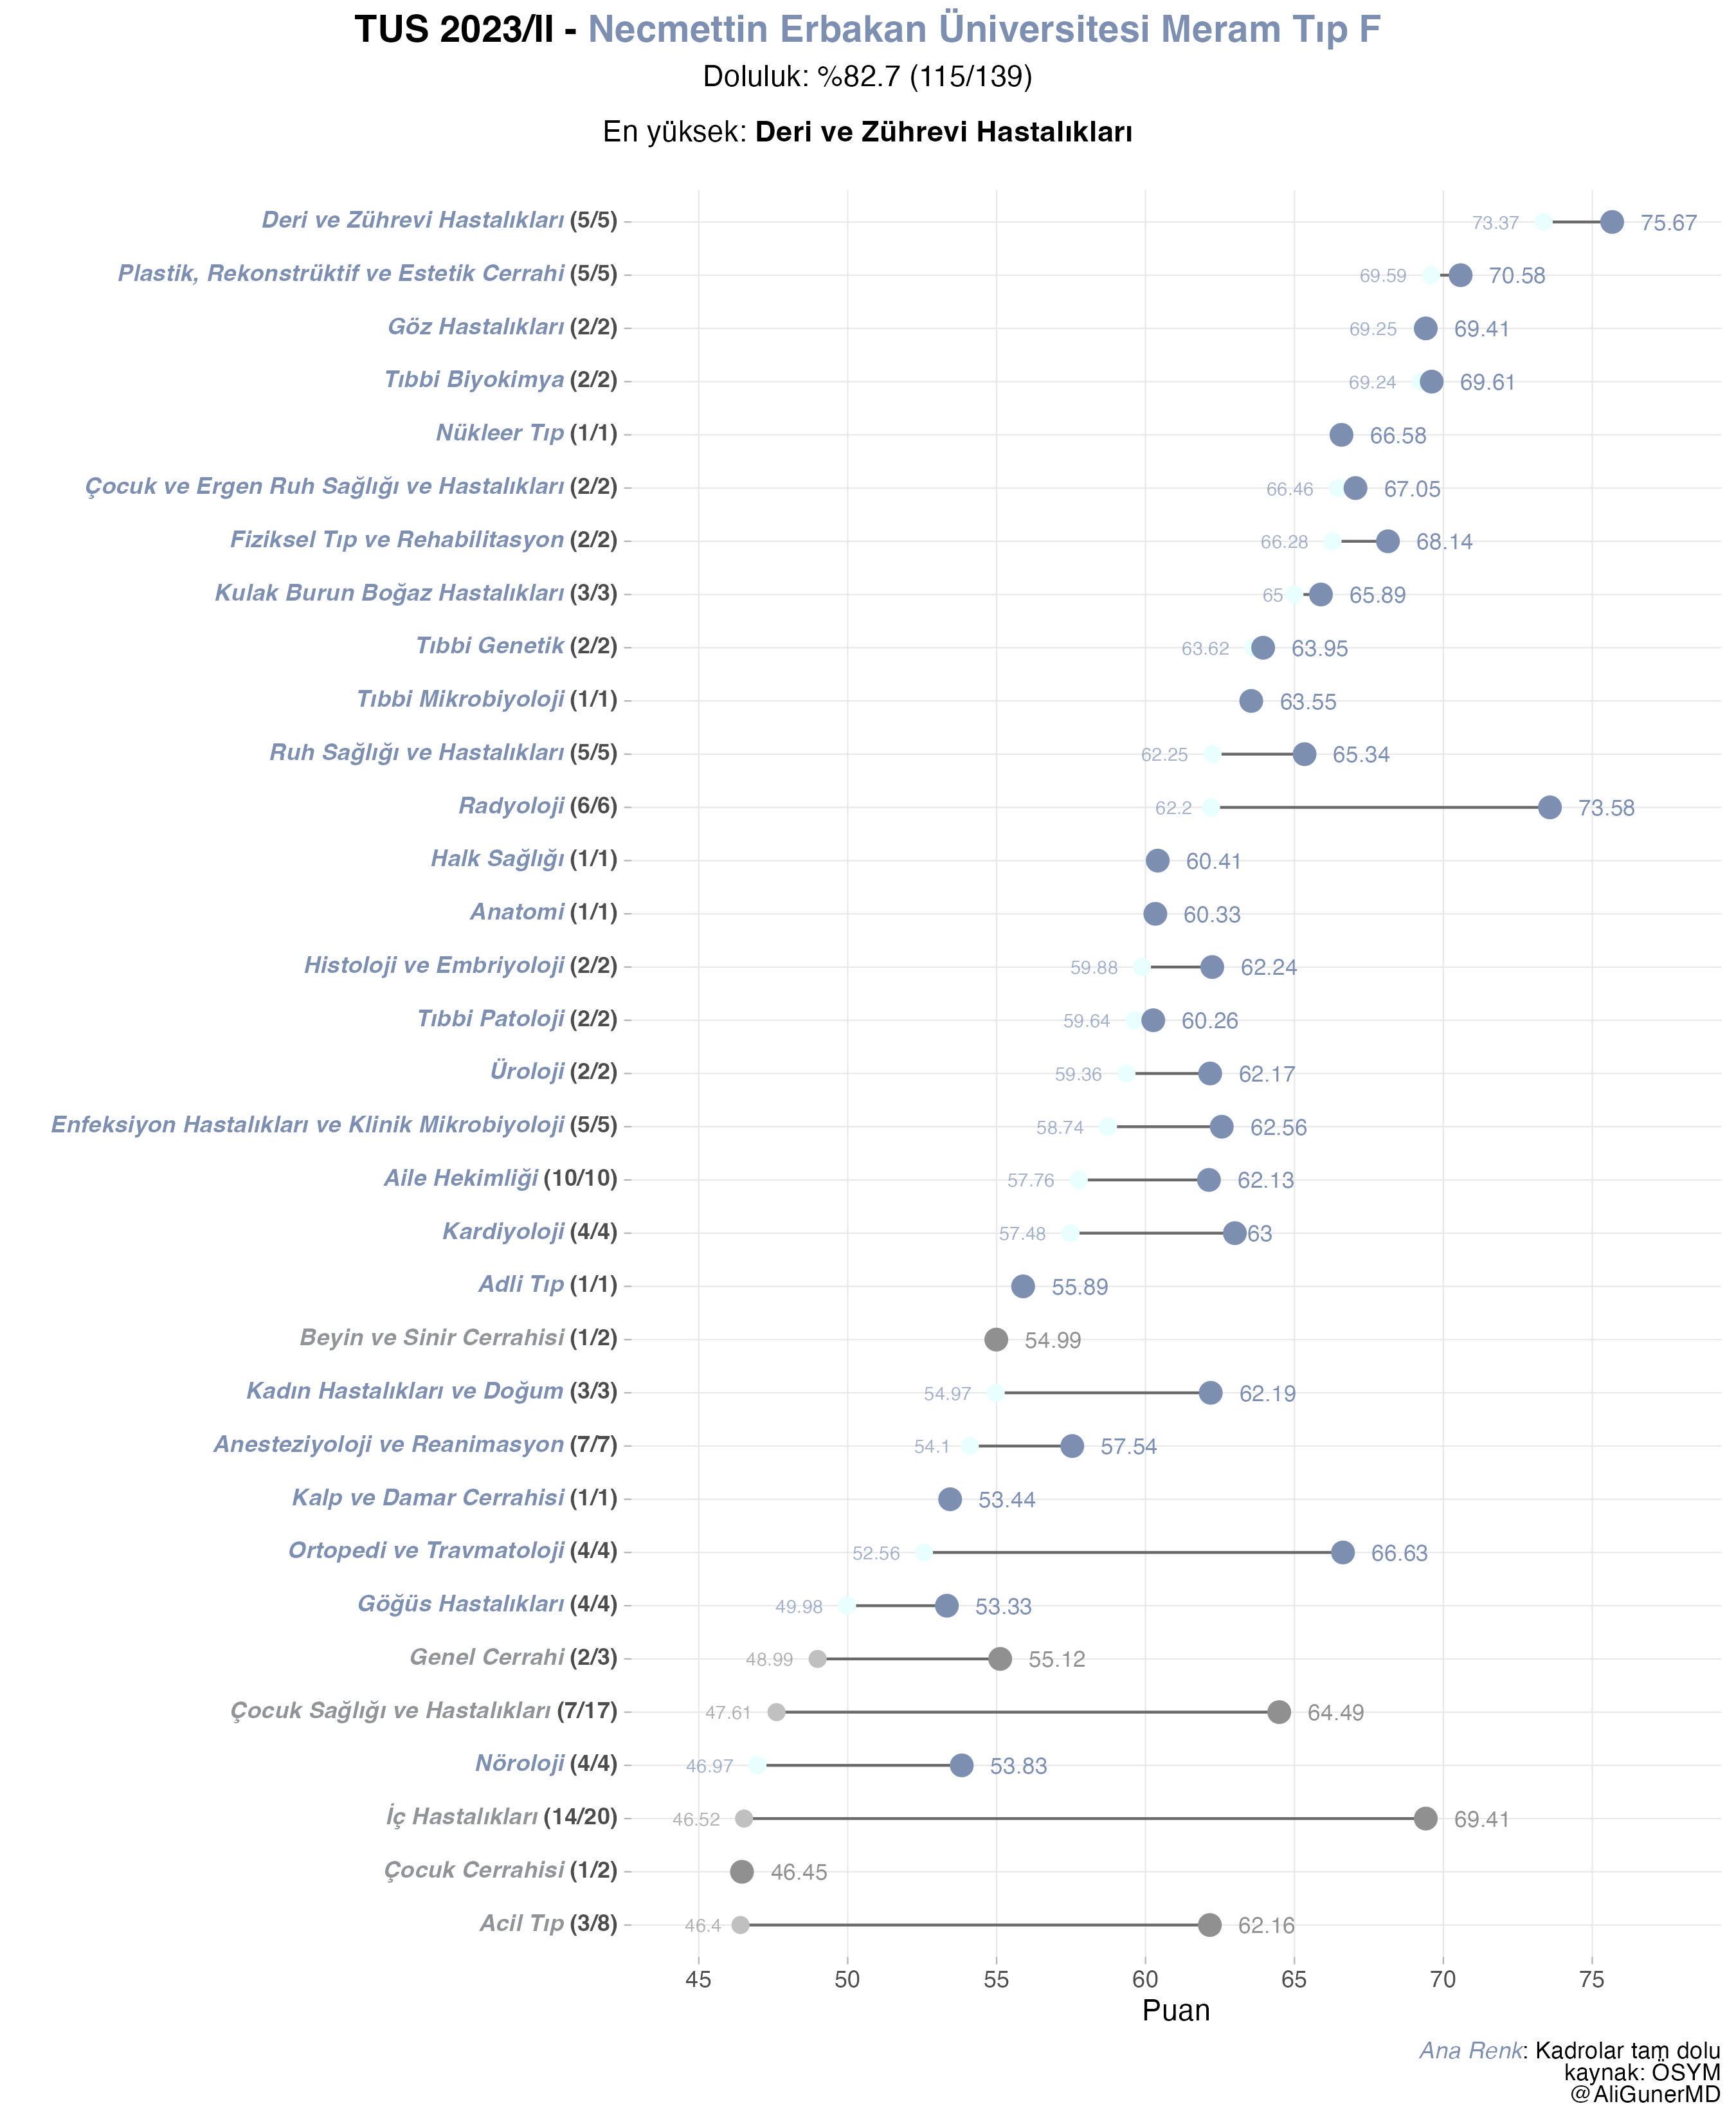 TUS 2023/II - Necmettin Erbakan Üniversitesi Meram Tıp F
Doluluk: %82.7 (115/139)
En yüksek: Deri ve Zührevi Hastalıkları
Deri ve Zührevi Hastalıkları (5/5) 73.37 75.67
Plastik, Rekonstrüktif ve Estetik Cerrahi (5/5) 69.59 70.58
Göz Hastalıkları (2/2) 69.25 69.41
Tıbbi Biyokimya (2/2) 69.24 69.61
Nükleer Tıp (1/1) 66.58
Çocuk ve Ergen Ruh Sağlığı ve Hastalıkları (2/2) 66.46 67.05
Fiziksel Tıp ve Rehabilitasyon (2/2) 66.28 68.14
Kulak Burun Boğaz Hastalıkları (3/3) 65 65.89
Tıbbi Genetik (2/2) 63.62 63.95
Tıbbi Mikrobiyoloji (1/1) 63.55
Ruh Sağlığı ve Hastalıkları (5/5) 62.25 65.34
Radyoloji (6/6) 62.2 73.58
Halk Sağlığı (1/1) 60.41
Anatomi (1/1) 60.33
Histoloji ve Embriyoloji (2/2) 59.88 62.24
Tıbbi Patoloji (2/2) 59.64 60.26
Üroloji (2/2) 59.36 62.17
Enfeksiyon Hastalıkları ve Klinik Mikrobiyoloji (5/5) 58.74 62.56
Aile Hekimliği (10/10) 57.76 62.13
Kardiyoloji (4/4) 57.48 63
Adli Tıp (1/1) 55.89
Beyin ve Sinir Cerrahisi (1/2) 54.99
Kadın Hastalıkları ve Doğum (3/3) 54.97 62.19
Anesteziyoloji ve Reanimasyon (7/7) 54.1 57.54
Kalp ve Damar Cerrahisi (1/1) 53.44
Ortopedi ve Travmatoloji (4/4) 52.56 66.63
Göğüs Hastalıkları (4/4) 49.98 53.33
Genel Cerrahi (2/3) 48.99 55.12
Çocuk Sağlığı ve Hastalıkları (7/17) 47.61 64.49
Nöroloji (4/4) 46.97 53.83
İç Hastalıkları (14/20) 46.52 69.41
Çocuk Cerrahisi (1/2) 46.45
Acil Tıp (3/8) 46.4 62.16
45 50 55 60 65 70 75
Puan
Ana Renk: Kadrolar tam dolu
kaynak: ÖSYM
@AliGunerMD